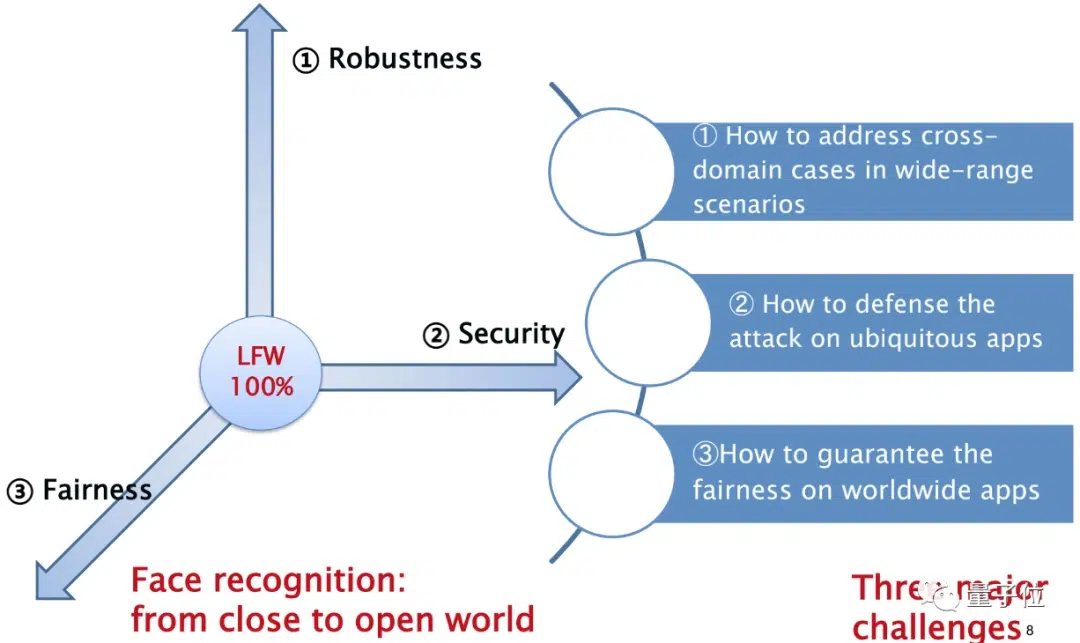 ① Robustness
② Security
③ Fairness
LFW
100%
Face recognition:
from close to open world
① How to address cross-
domain cases in wide-range
scenarios
② How to defense the
attack on ubiquitous apps
③How to guarantee the
fairness on worldwide apps
Three major
challenges
量子位
8